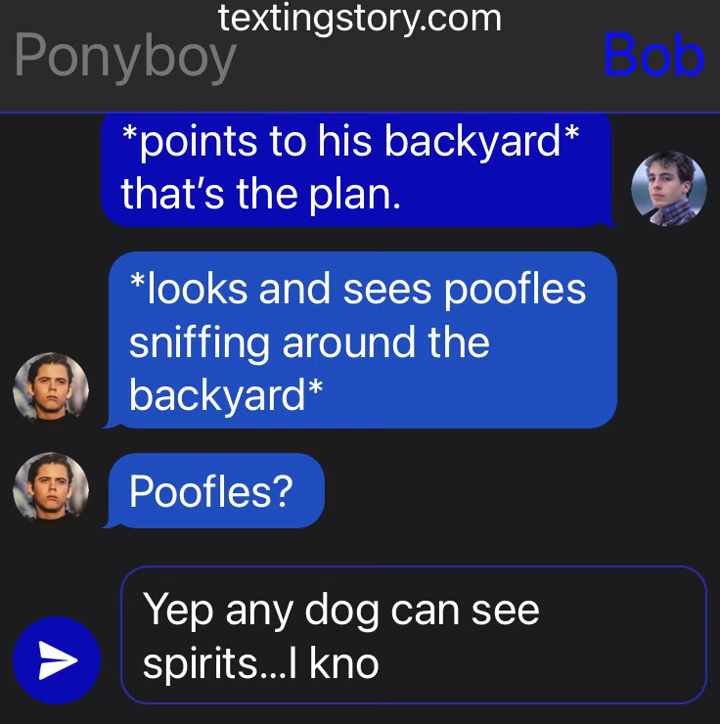 textingstory.com
Ponyboy
Bob
*points to his backyard*
that’s the plan.
*looks and sees poofles
sniffing around the
backyard*
Poofles?
Yep any dog can see
spirits...I kno